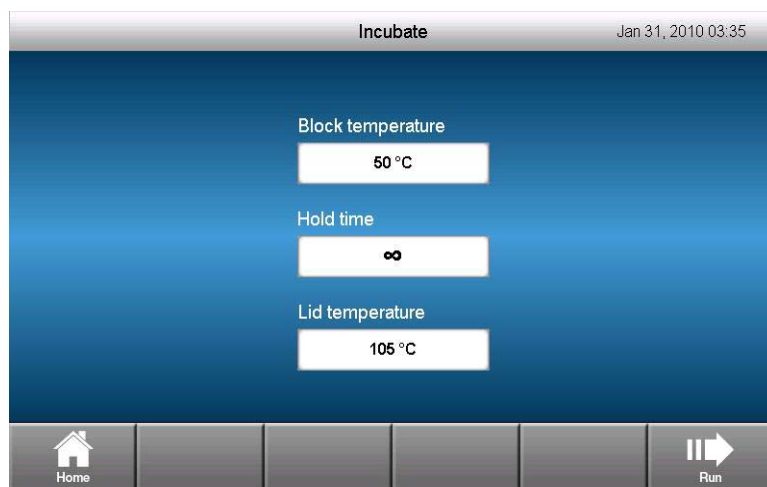 Incubate
Jan 31, 2010 03:35
Block temperature
50 °C
Hold time
∞
Lid temperature
105 °C
Home
Run